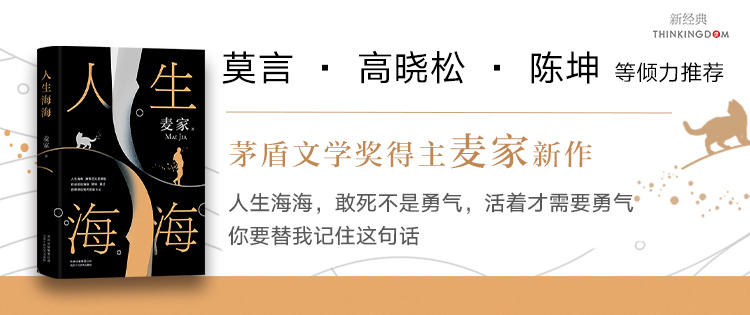 新经典
THINKINGDOM
莫言 · 高晓松 · 陈坤 等倾力推荐
茅盾文学奖得主麦家新作
人生海海，敢死不是勇气，活着才需要勇气
你要替我记住这句话
人生海海
麦家
人生
麦家 著
MAI JIA
海海